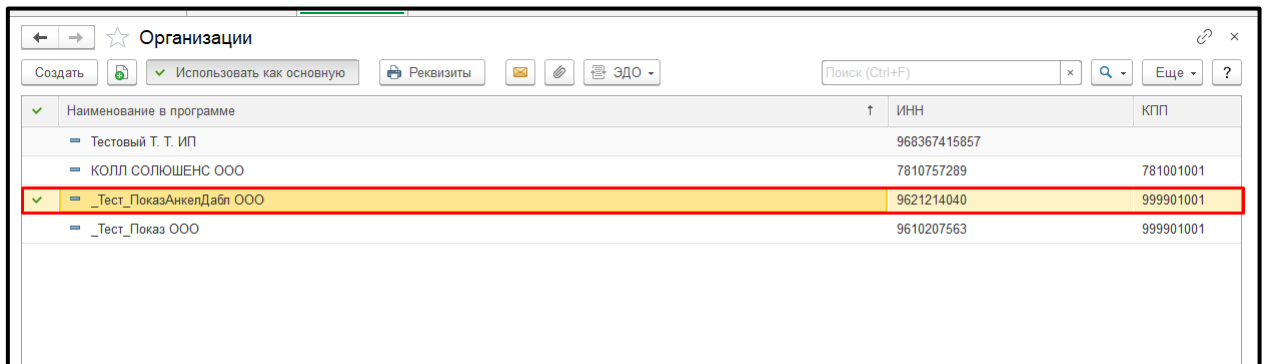 Организации
Создать Использовать как основную Реквизиты ЭДО Поиск (Ctrl+F) × Еще ?
Наименование в программе ↑ ИНН КПП
Тестовый Т. Т. ИП 968367415857
КОЛЛ СОЛЮШЕНС ООО 7810757289 781001001
_Тест_ПоказАнкелДабл ООО 9621214040 999901001
_Тест_Показ ООО 9610207563 999901001